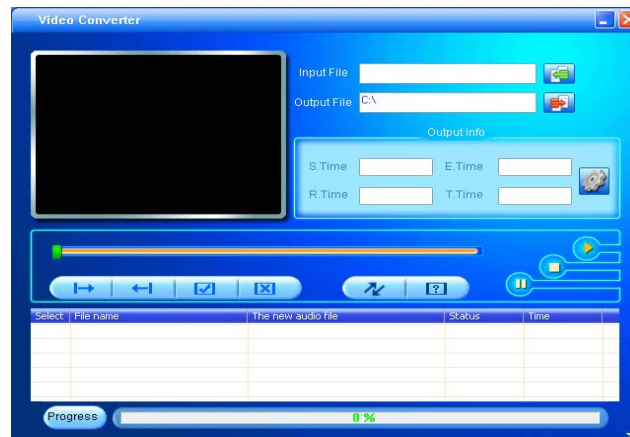 Video Converter
Input File
Output File C:\
Output Info
S.Time E.Time
R.Time T.Time
?
Select File name The new audio file Status Time
Progress 0 %